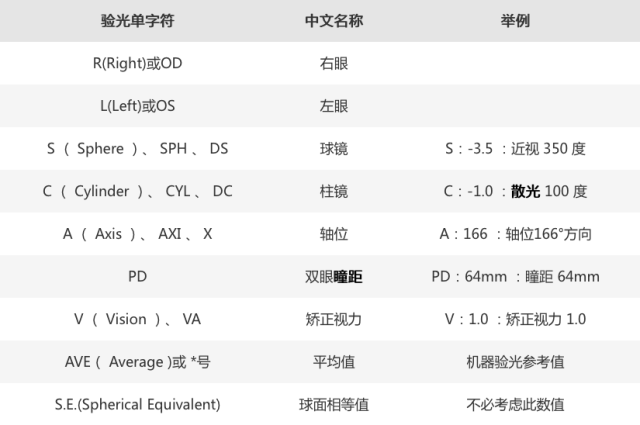 验光单字符 中文名称 举例
R(Right)或OD 右眼
L(Left)或OS 左眼
S （ Sphere ）、 SPH 、 DS 球镜 S：-3.5 ：近视 350 度
C （ Cylinder ）、 CYL 、 DC 柱镜 C：-1.0 ：散光 100 度
A （ Axis ）、 AXI 、 X 轴位 A：166 ：轴位166°方向
PD 双眼瞳距 PD：64mm ：瞳距 64mm
V （ Vision ）、 VA 矫正视力 V：1.0 ：矫正视力 1.0
AVE（ Average )或 *号 平均值 机器验光参考值
S.E.(Spherical Equivalent) 球面相等值 不必考虑此数值